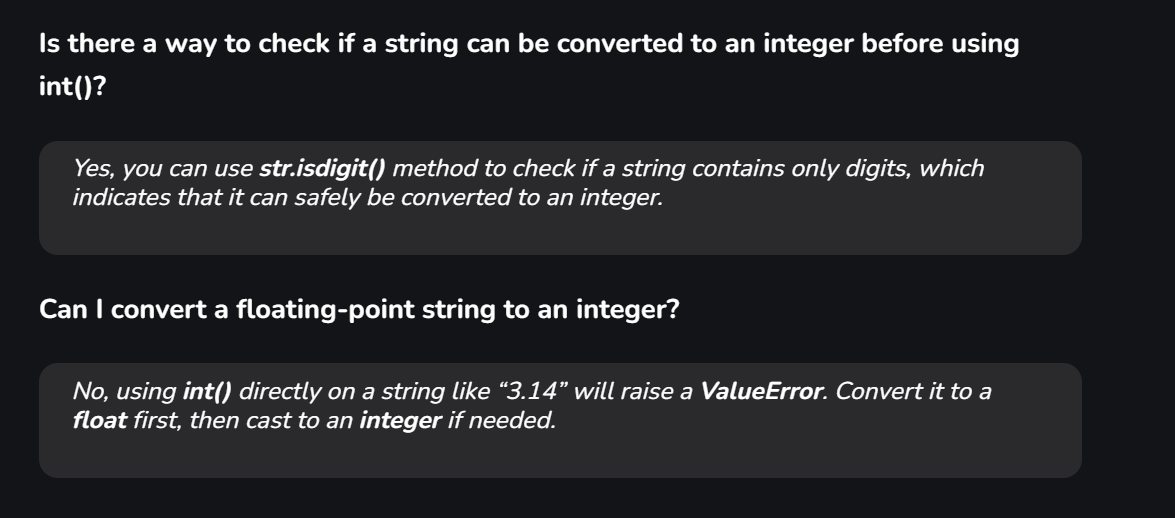 Is there a way to check if a string can be converted to an integer before using
int()?
Yes, you can use str.isdigit() method to check if a string contains only digits, which
indicates that it can safely be converted to an integer.
Can I convert a floating-point string to an integer?
No, using int() directly on a string like “3.14” will raise a ValueError. Convert it to a
float first, then cast to an integer if needed.